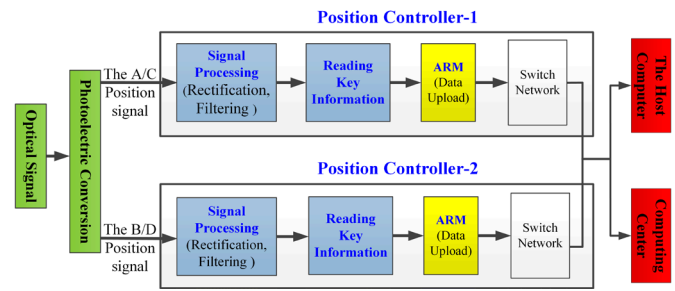 Optical Signal
Photoelectric Conversion
The A/C
Position
signal
The B/D
Position
signal
Position Controller-1
Signal
Processing
(Rectification,
Filtering )
Reading
Key
Information
ARM
(Data
Upload)
Switch
Network
Position Controller-2
Signal
Processing
(Rectification,
Filtering )
Reading
Key
Information
ARM
(Data
Upload)
Switch
Network
The Host
Computer
Computing
Center